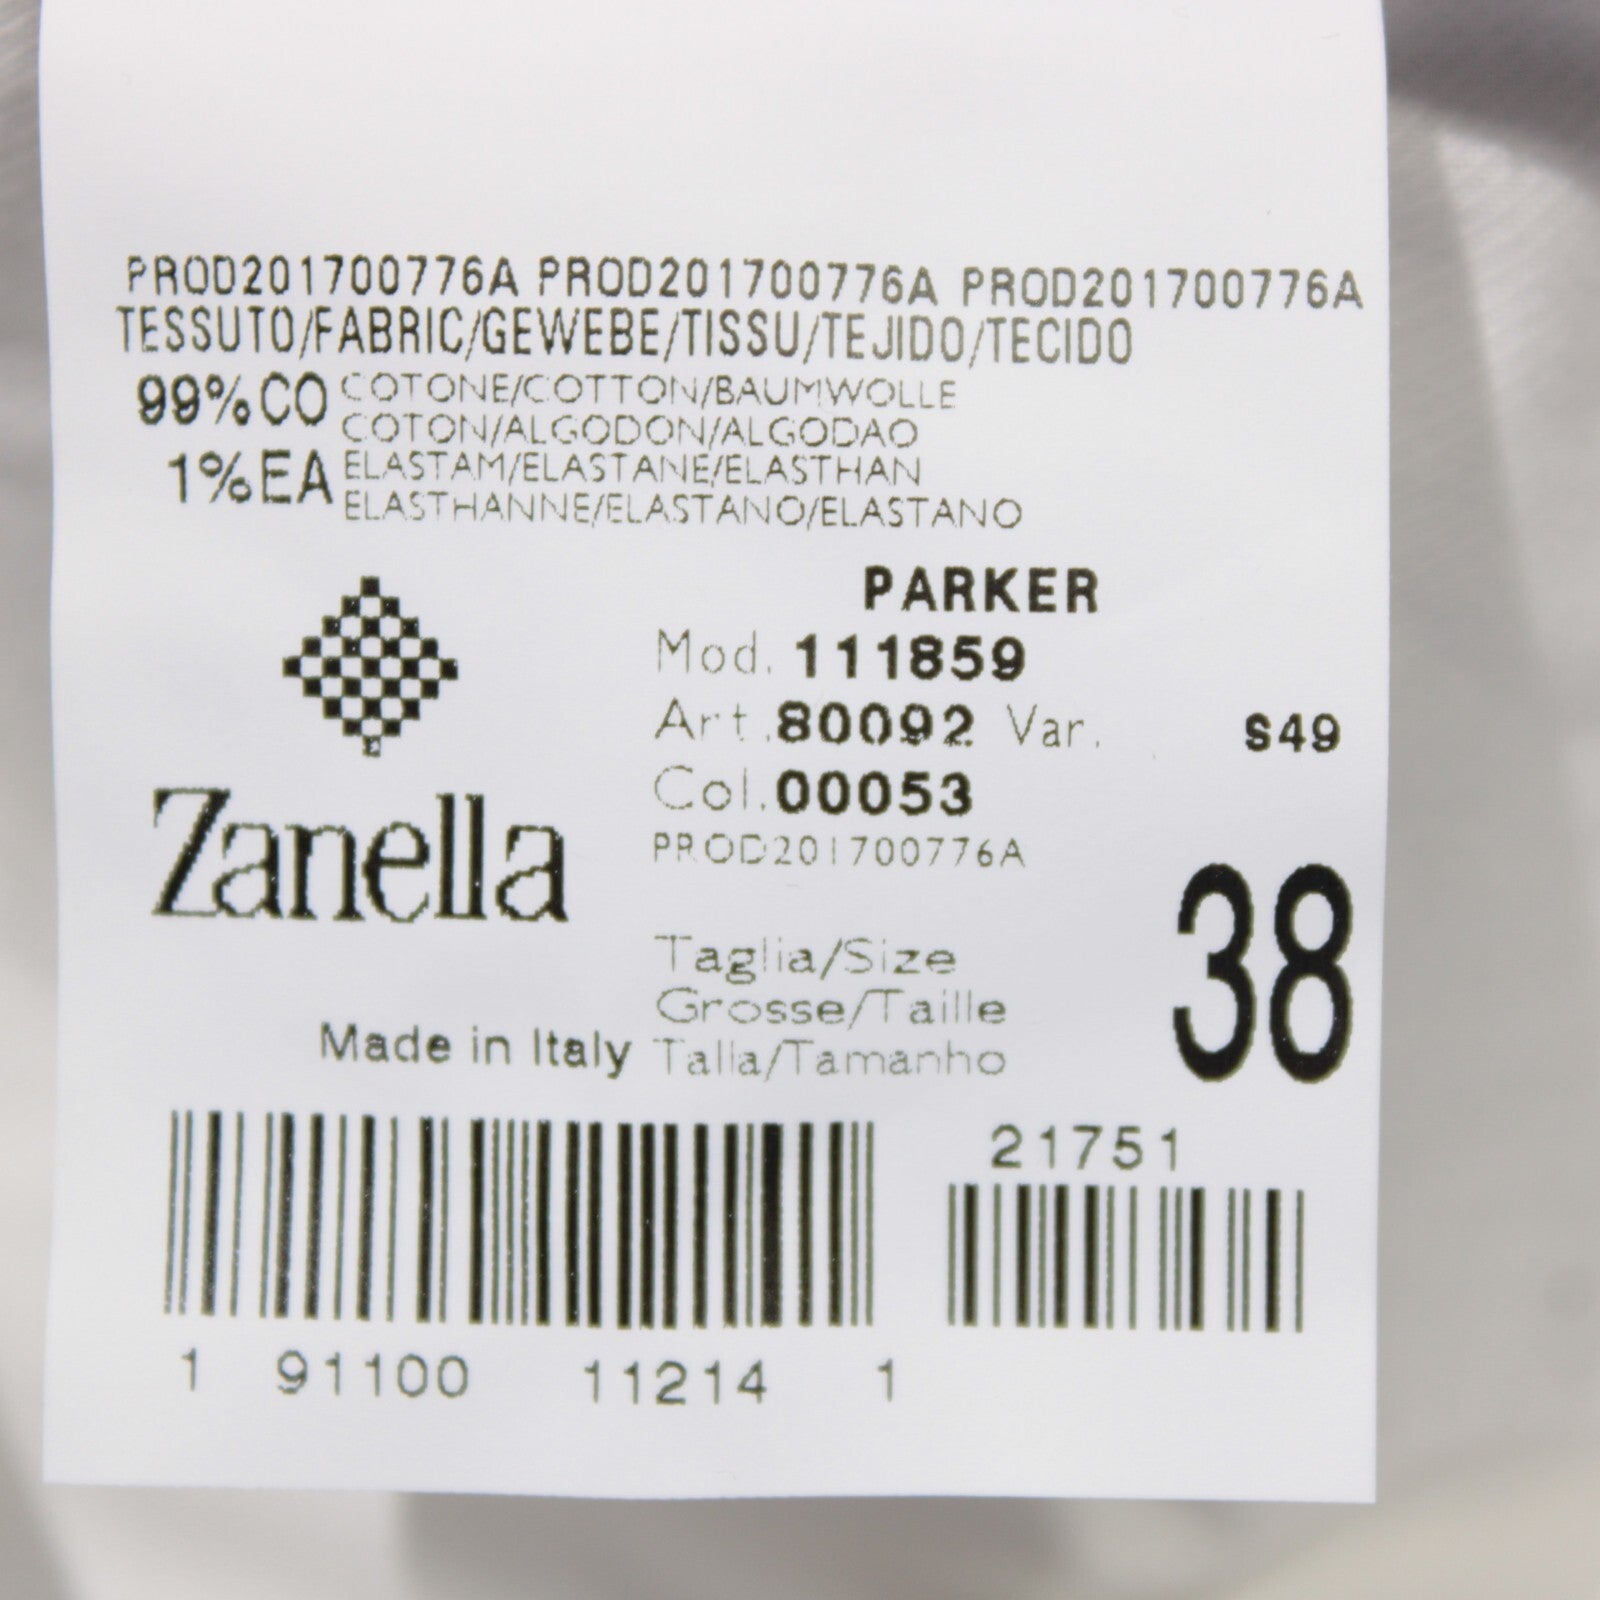 PROD201700776A PROD201700776A PROD201700776A
TESSUTO/FABRIC/GEWEBE/TISSU/TEJIDO/TECIDO
99%CO COTONE/COTTON/BAUMWOLLE
COTON/ALGODON/ALGODAO
1%EA ELASTAM/ELASTANE/ELASTHAN
ELASTHANNE/ELASTANO/ELASTANO
PARKER
Mod. 111859
Art.80092 Var. S49
Col.00053
PROD201700776A
Zanella
Taglia/Size
Grosse/Taille
Talla/Tamanho
38
Made in Italy
21751
1 91100 11214 1